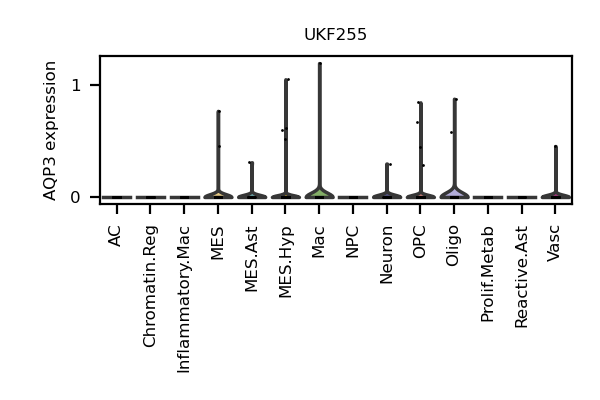 UKF255
AQP3 expression
1
0
AC
Chromatin.Reg
Inflammatory.Mac
MES
MES.Ast
MES.Hyp
Mac
NPC
Neuron
OPC
Oligo
Prolif.Metab
Reactive.Ast
Vasc